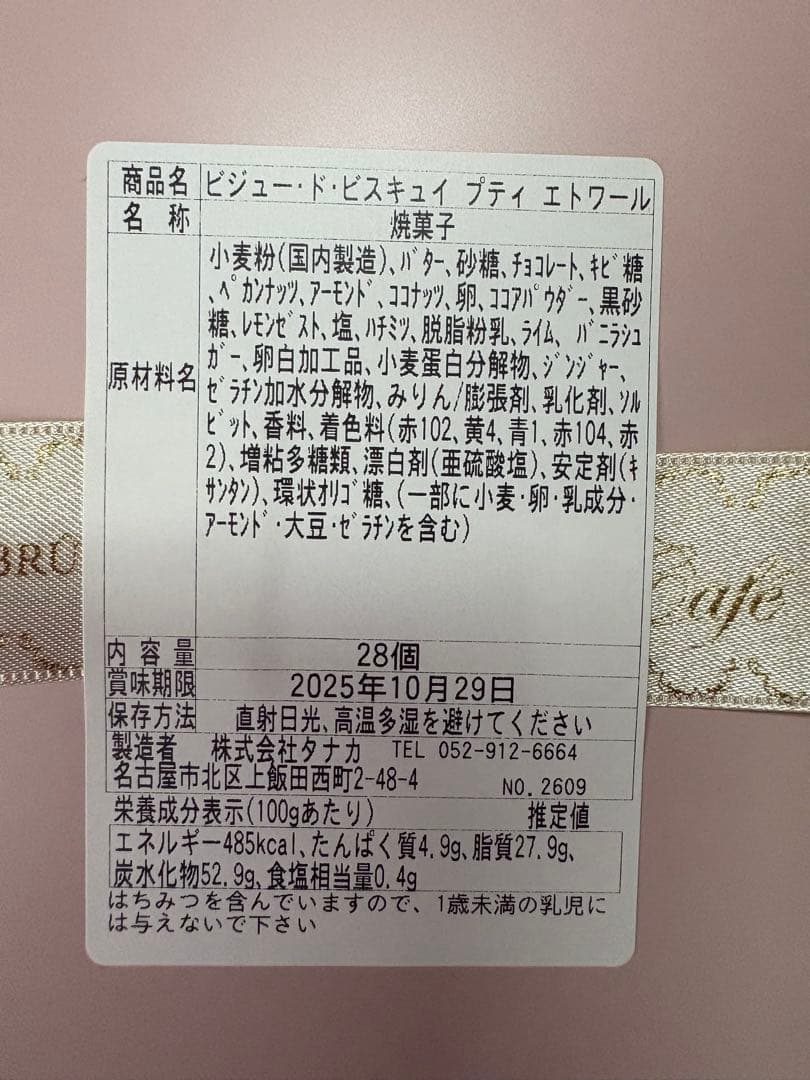 商品名 ビジュー・ド・ビスキュイ プティ エトワール
名 称 焼菓子
原材料名
小麦粉(国内製造)、ﾊﾞﾀｰ、砂糖、ﾁｮｺﾚｰﾄ、ｷﾋﾞ糖
、ﾍﾟｶﾝﾅｯﾂ、ｱｰﾓﾝﾄﾞ、ｺｺﾅｯﾂ、卵、ｺｺｱﾊﾟｳﾀﾞｰ、黒砂
糖、ﾚﾓﾝｾﾞｽﾄ、塩、ﾊﾁﾐﾂ、脱脂粉乳、ﾗｲﾑ、ﾊﾞﾆﾗｼｭ
ｶﾞｰ、卵白加工品、小麦蛋白分解物、ｼﾞﾝｼﾞｬｰ、
ｾﾞﾗﾁﾝ加水分解物、みりん/膨張剤、乳化剤、ｿﾙ
ﾋﾞｯﾄ、香料、着色料(赤102、黄4、青1、赤104、赤
2)、増粘多糖類、漂白剤(亜硫酸塩)、安定剤(ｷ
ｻﾝﾀﾝ)、環状ｵﾘｺﾞ糖、(一部に小麦・卵・乳成分・
ｱｰﾓﾝﾄﾞ・大豆・ｾﾞﾗﾁﾝを含む)
内 容 量 28個
賞味期限 2025年10月29日
保存方法 直射日光、高温多湿を避けてください
製造者 株式会社タナカ TEL 052-912-6664
名古屋市北区上飯田西町2-48-4 NO.2609
栄養成分表示(100gあたり) 推定値
エネルギー485kcal、たんぱく質4.9g、脂質27.9g、
炭水化物52.9g、食塩相当量0.4g
はちみつを含んでいますので、1歳未満の乳児に
は与えないで下さい
BRÛ
Café